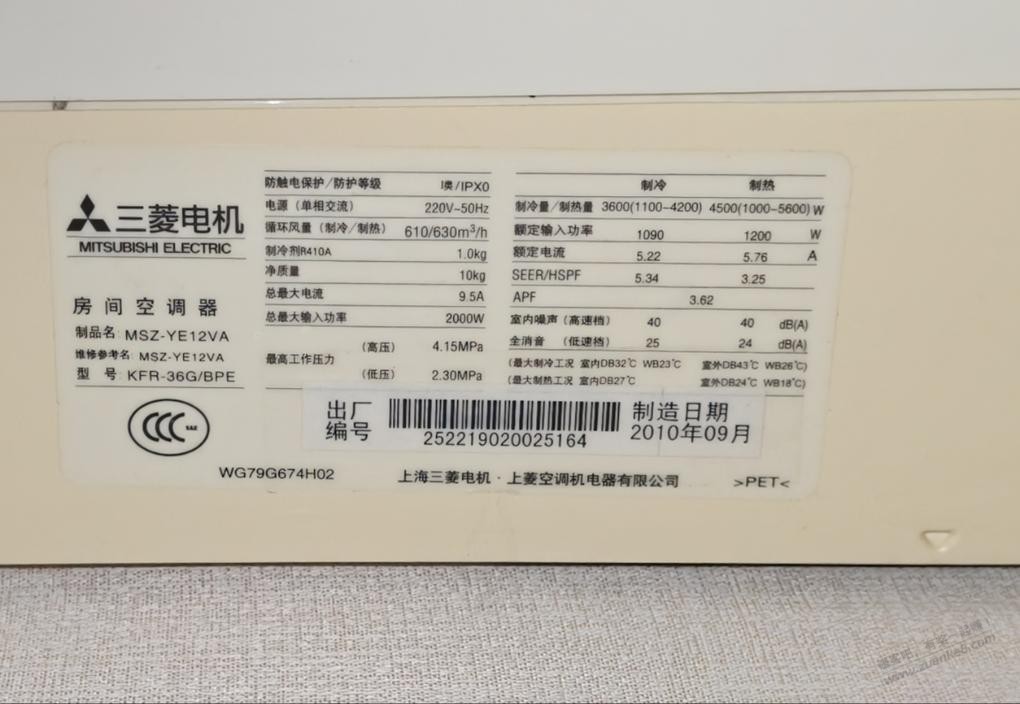 三菱电机
MITSUBISHI ELECTRIC
房间空调器
制品名: MSZ-YE12VA
维修参考名: MSZ-YE12VA
型 号: KFR-36G/BPE
防触电保护/防护等级 I类/IPX0
电源(单相交流) 220V~50Hz
循环风量(制冷/制热) 610/630m³/h
制冷剂R410A 1.0kg
净质量 10kg
总最大电流 9.5A
总最大输入功率 2000W
最高工作压力 (高压) 4.15MPa
(低压) 2.30MPa
制冷 制热
制冷量/制热量 3600(1100~4200) 4500(1000~5600) W
额定输入功率 1090 1200 W
额定电流 5.22 5.76 A
SEER/HSPF 5.34 3.25
APF 3.62
室内噪声(高速档) 40 40 dB(A)
全消音 (低速档) 25 24 dB(A)
(最大制冷工况 室内DB32℃ WB23℃ 室外DB43℃ WB26℃)
(最大制热工况 室内DB27℃ 室外DB24℃ WB18℃)
CCC S&E
出厂编号 252219020025164
制造日期 2010年09月
WG79G674H02
上海三菱电机·上菱空调机电器有限公司
>PET<